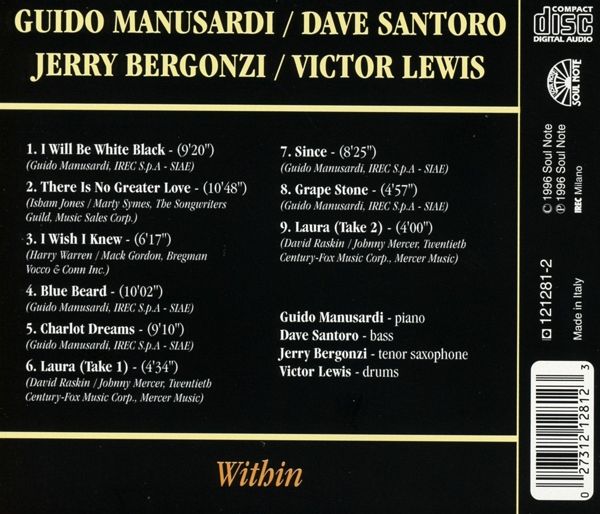 GUIDO MANUSARDI / DAVE SANTORO
JERRY BERGONZI / VICTOR LEWIS
1. I Will Be White Black - (9'20")
(Guido Manusardi, IREC S.p.A - SIAE)
2. There Is No Greater Love - (10'48")
(Isham Jones / Marty Symes, The Songwriters
Guild, Music Sales Corp.)
3. I Wish I Knew - (6'17")
(Harry Warren / Mack Gordon, Bregman
Vocco & Conn Inc.)
4. Blue Beard - (10'02")
(Guido Manusardi, IREC S.p.A - SIAE)
5. Charlot Dreams - (9'10")
(Guido Manusardi, IREC S.p.A - SIAE)
6. Laura (Take 1) - (4'34")
(David Raskin / Johnny Mercer, Twentieth
Century-Fox Music Corp., Mercer Music)
7. Since - (8'25")
(Guido Manusardi, IREC S.p.A - SIAE)
8. Grape Stone - (4'57")
(Guido Manusardi, IREC S.p.A - SIAE)
9. Laura (Take 2) - (4'00")
(David Raskin / Johnny Mercer, Twentieth
Century-Fox Music Corp., Mercer Music)
Guido Manusardi - piano
Dave Santoro - bass
Jerry Bergonzi - tenor saxophone
Victor Lewis - drums
Within
COMPACT
disc
DIGITAL AUDIO
SOUL NOTE
© 1996 Soul Note
℗ 1996 Soul Note
IREC Milano
121281-2
Made in Italy
0 27312 12812 3